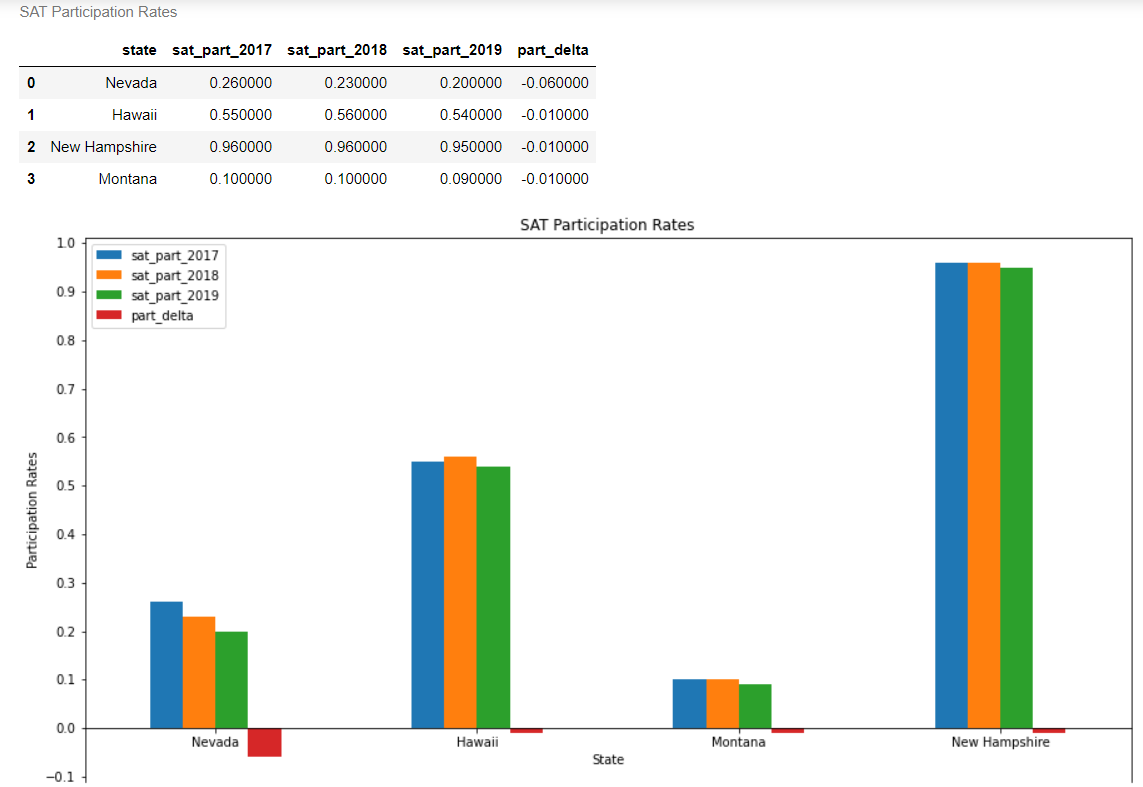 SAT Participation Rates
state sat_part_2017 sat_part_2018 sat_part_2019 part_delta
0 Nevada 0.260000 0.230000 0.200000 -0.060000
1 Hawaii 0.550000 0.560000 0.540000 -0.010000
2 New Hampshire 0.960000 0.960000 0.950000 -0.010000
3 Montana 0.100000 0.100000 0.090000 -0.010000
SAT Participation Rates
sat_part_2017
sat_part_2018
sat_part_2019
part_delta
Participation Rates
1.0
0.9
0.8
0.7
0.6
0.5
0.4
0.3
0.2
0.1
0.0
−0.1
Nevada Hawaii Montana New Hampshire
State